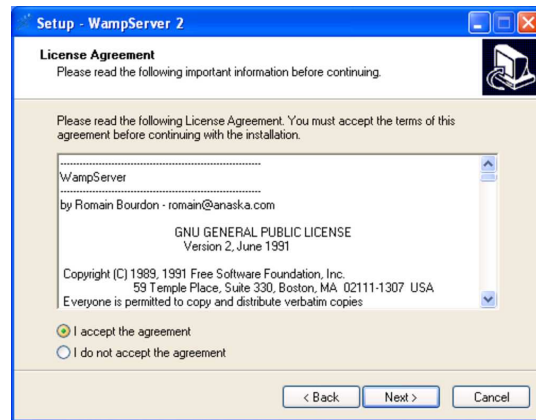 Setup - WampServer 2
License Agreement
Please read the following important information before continuing.
Please read the following License Agreement. You must accept the terms of this
agreement before continuing with the installation.
------------------------------------------------------------
WampServer
------------------------------------------------------------
by Romain Bourdon - romain@anaska.com
GNU GENERAL PUBLIC LICENSE
Version 2, June 1991
Copyright (C) 1989, 1991 Free Software Foundation, Inc.
59 Temple Place, Suite 330, Boston, MA  02111-1307  USA
Everyone is permitted to copy and distribute verbatim copies
I accept the agreement
I do not accept the agreement
< Back
Next >
Cancel